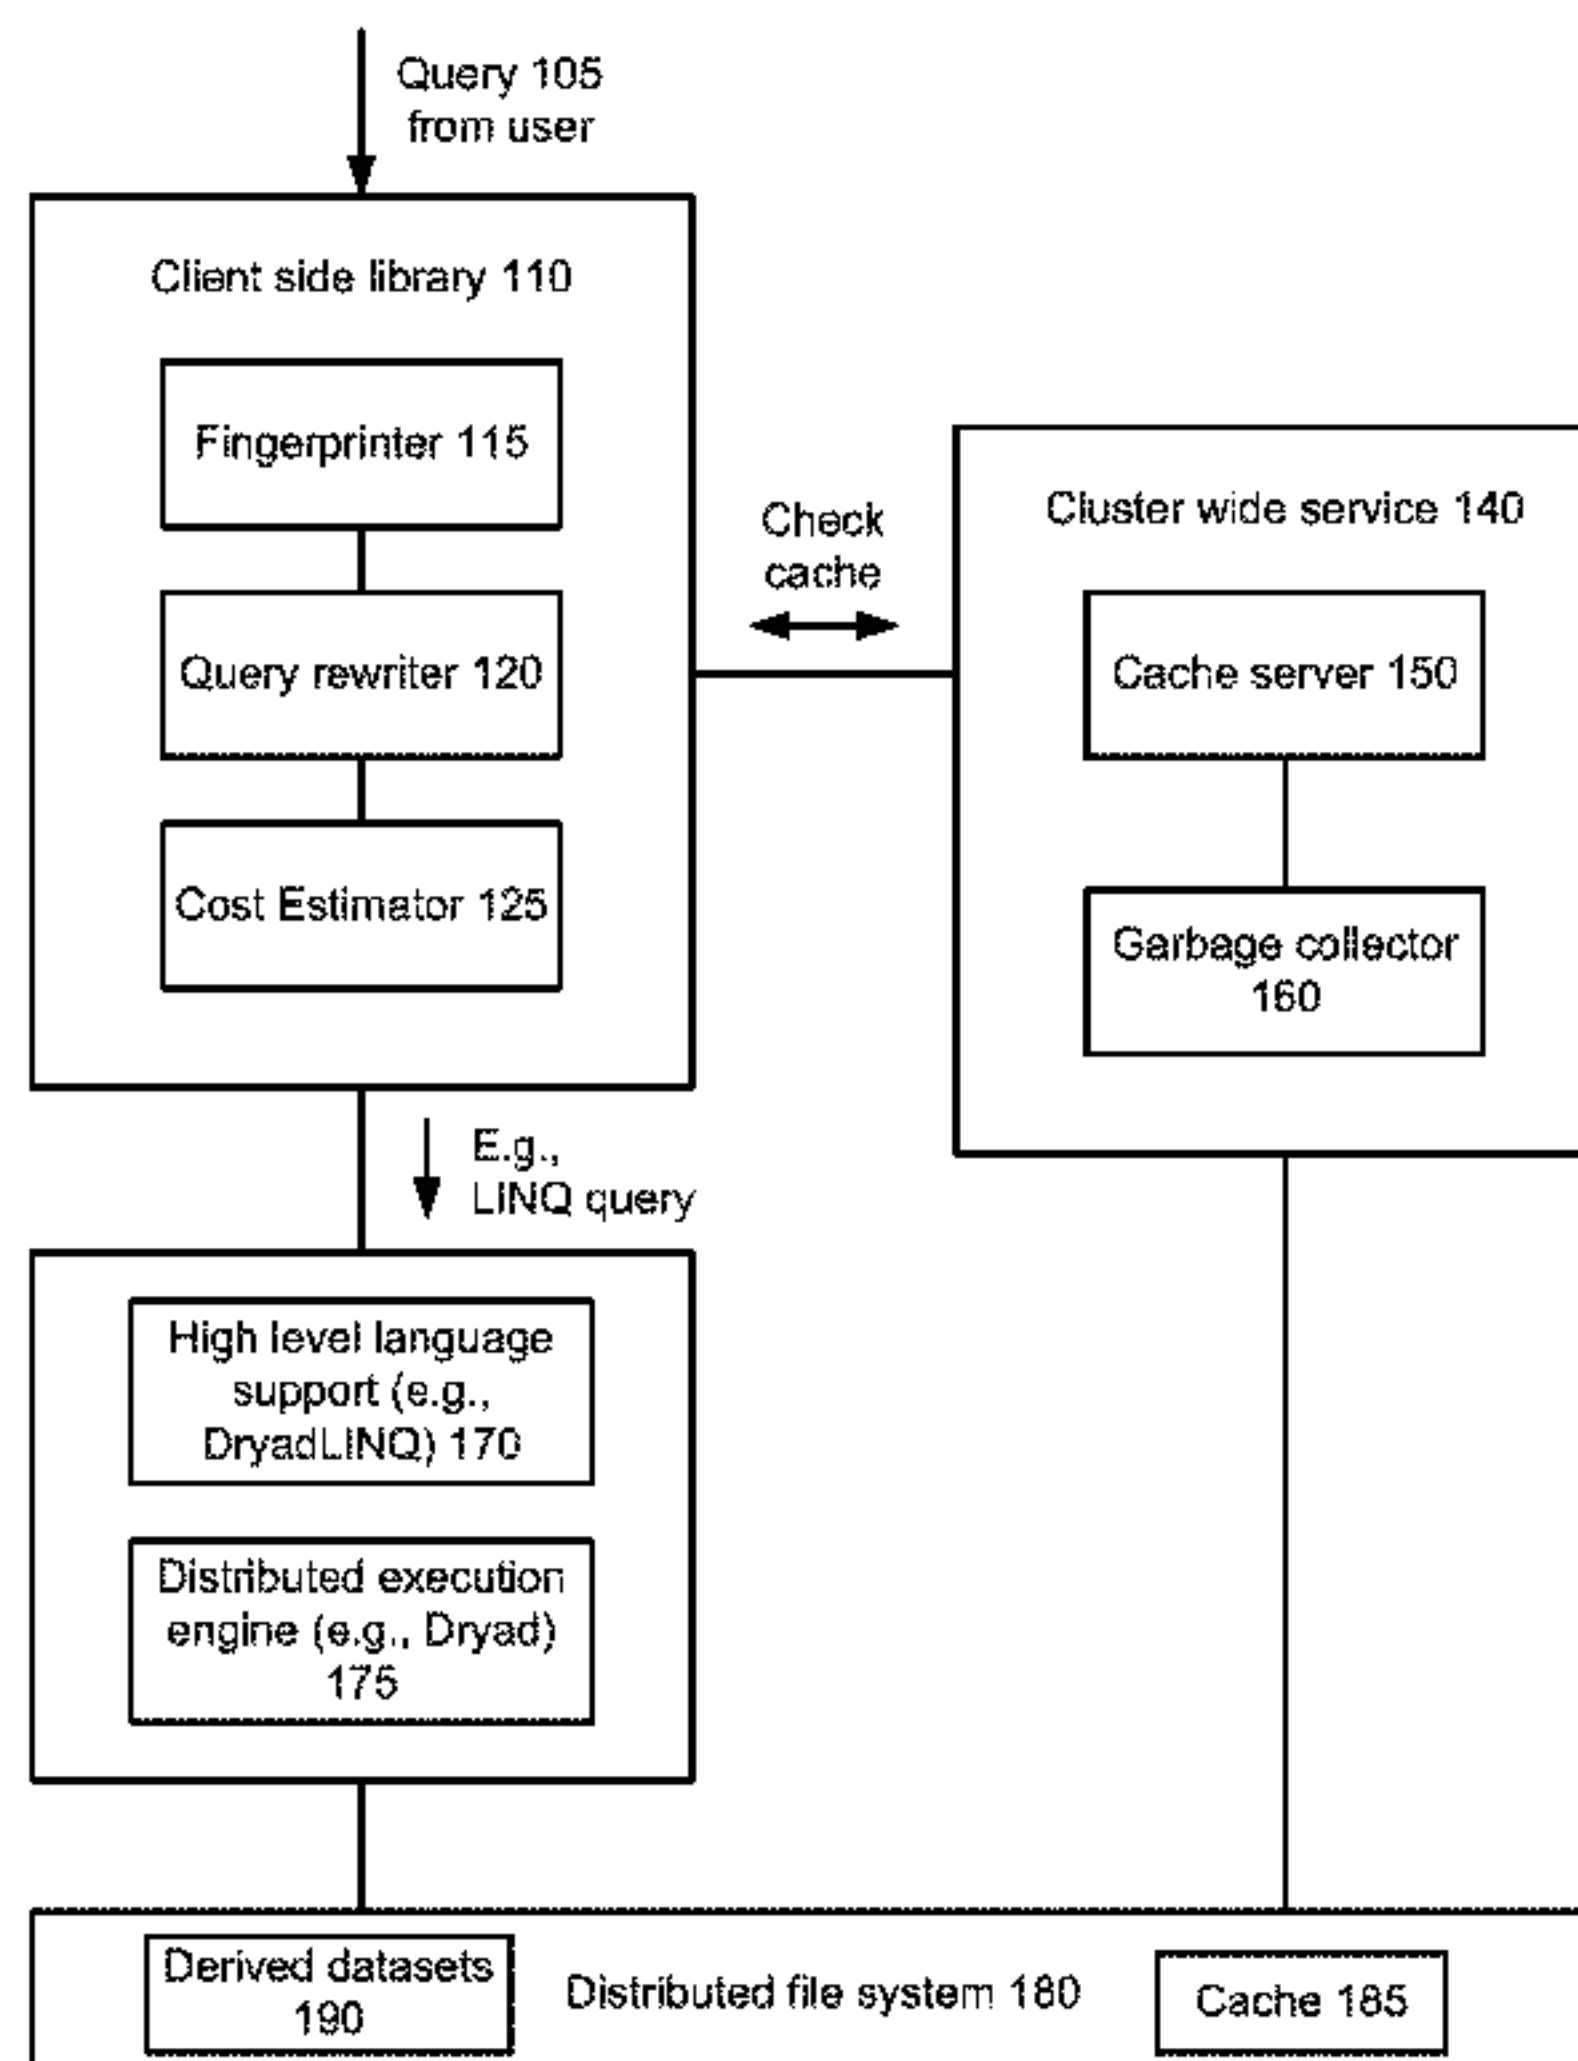 Query 105
from user
Client side library 110
Fingerprinter 115
Query rewriter 120
Cost Estimator 125
Check
cache
Cluster wide service 140
Cache server 150
Garbage collector
160
E.g.,
LINQ query
High level language
support (e.g.,
DryadLINQ) 170
Distributed execution
engine (e.g., Dryad)
175
Derived datasets
190
Distributed file system 180
Cache 185